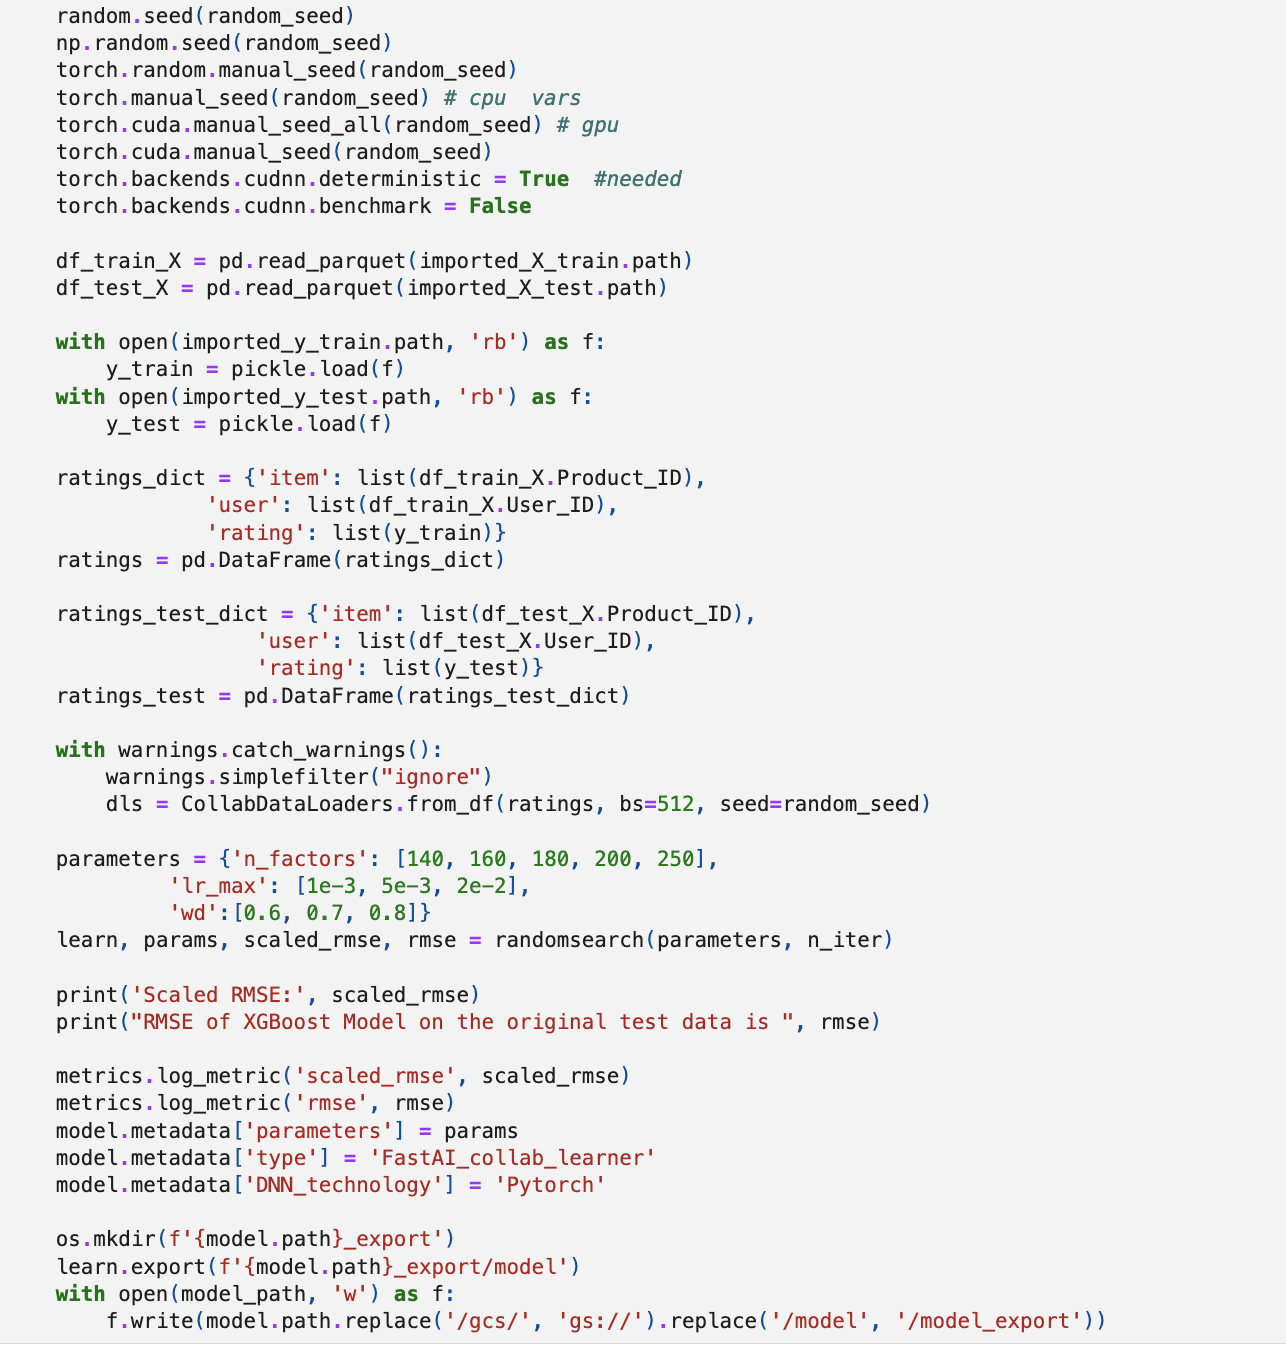 random.seed(random_seed)
np.random.seed(random_seed)
torch.random.manual_seed(random_seed)
torch.manual_seed(random_seed) # cpu  vars
torch.cuda.manual_seed_all(random_seed) # gpu
torch.cuda.manual_seed(random_seed)
torch.backends.cudnn.deterministic = True  #needed
torch.backends.cudnn.benchmark = False

df_train_X = pd.read_parquet(imported_X_train.path)
df_test_X = pd.read_parquet(imported_X_test.path)

with open(imported_y_train.path, 'rb') as f:
    y_train = pickle.load(f)
with open(imported_y_test.path, 'rb') as f:
    y_test = pickle.load(f)

ratings_dict = {'item': list(df_train_X.Product_ID),
            'user': list(df_train_X.User_ID),
            'rating': list(y_train)}
ratings = pd.DataFrame(ratings_dict)

ratings_test_dict = {'item': list(df_test_X.Product_ID),
                'user': list(df_test_X.User_ID),
                'rating': list(y_test)}
ratings_test = pd.DataFrame(ratings_test_dict)

with warnings.catch_warnings():
    warnings.simplefilter("ignore")
    dls = CollabDataLoaders.from_df(ratings, bs=512, seed=random_seed)

parameters = {'n_factors': [140, 160, 180, 200, 250],
         'lr_max': [1e-3, 5e-3, 2e-2],
         'wd':[0.6, 0.7, 0.8]}
learn, params, scaled_rmse, rmse = randomsearch(parameters, n_iter)

print('Scaled RMSE:', scaled_rmse)
print("RMSE of XGBoost Model on the original test data is ", rmse)

metrics.log_metric('scaled_rmse', scaled_rmse)
metrics.log_metric('rmse', rmse)
model.metadata['parameters'] = params
model.metadata['type'] = 'FastAI_collab_learner'
model.metadata['DNN_technology'] = 'Pytorch'

os.mkdir(f'{model.path}_export')
learn.export(f'{model.path}_export/model')
with open(model_path, 'w') as f:
    f.write(model.path.replace('/gcs/', 'gs://').replace('/model', '/model_export'))